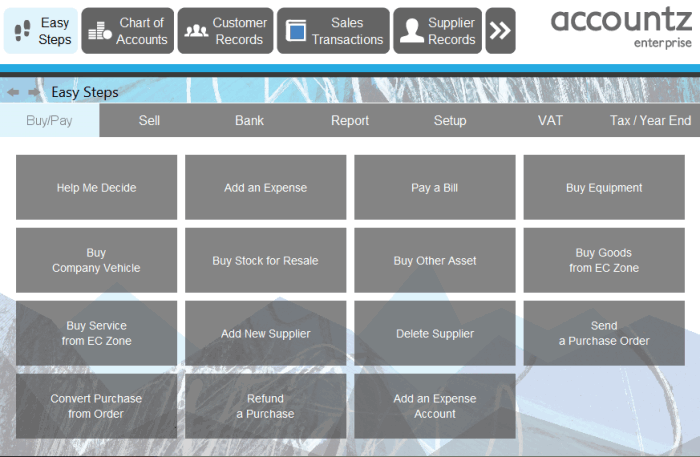 Easy
Steps
Chart of
Accounts
Customer
Records
Sales
Transactions
Supplier
Records
accountz
enterprise
Easy Steps
Buy/Pay Sell Bank Report Setup VAT Tax / Year End
Help Me Decide
Add an Expense
Pay a Bill
Buy Equipment
Buy
Company Vehicle
Buy Stock for Resale
Buy Other Asset
Buy Goods
from EC Zone
Buy Service
from EC Zone
Add New Supplier
Delete Supplier
Send
a Purchase Order
Convert Purchase
from Order
Refund
a Purchase
Add an Expense
Account